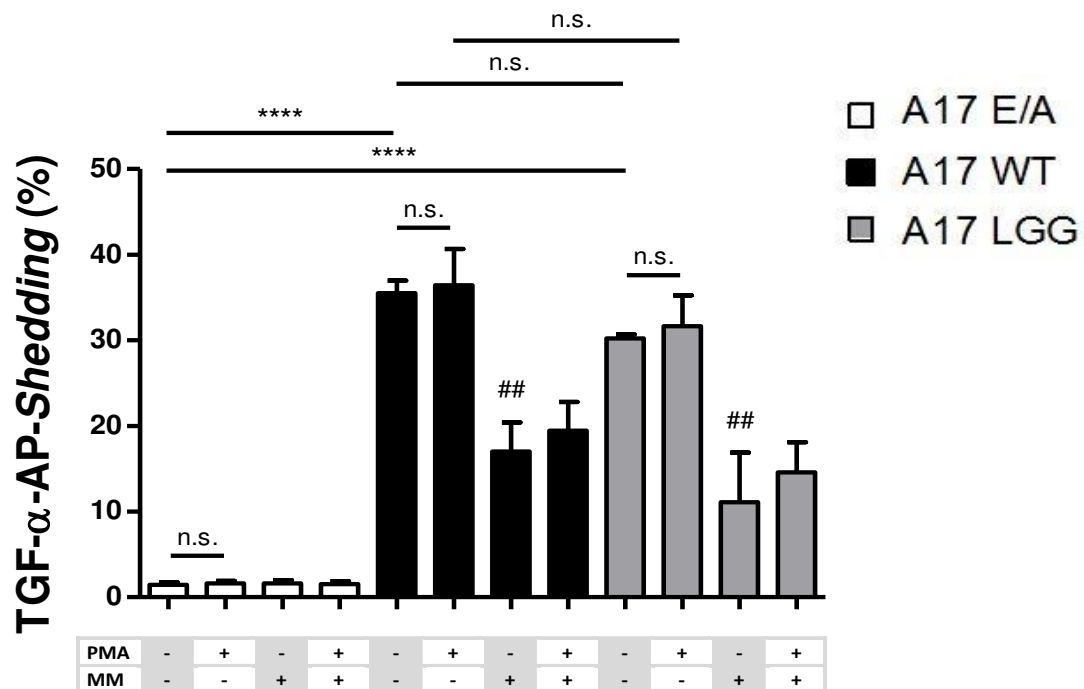 n.s.
n.s.
****
****
n.s.
n.s.
##
##
n.s.
TGF-α-AP-Shedding (%)
50
40
30
20
10
0
A17 E/A
A17 WT
A17 LGG
PMA - + - + - + - + - + - +
MM - - + + - - + + - - + +